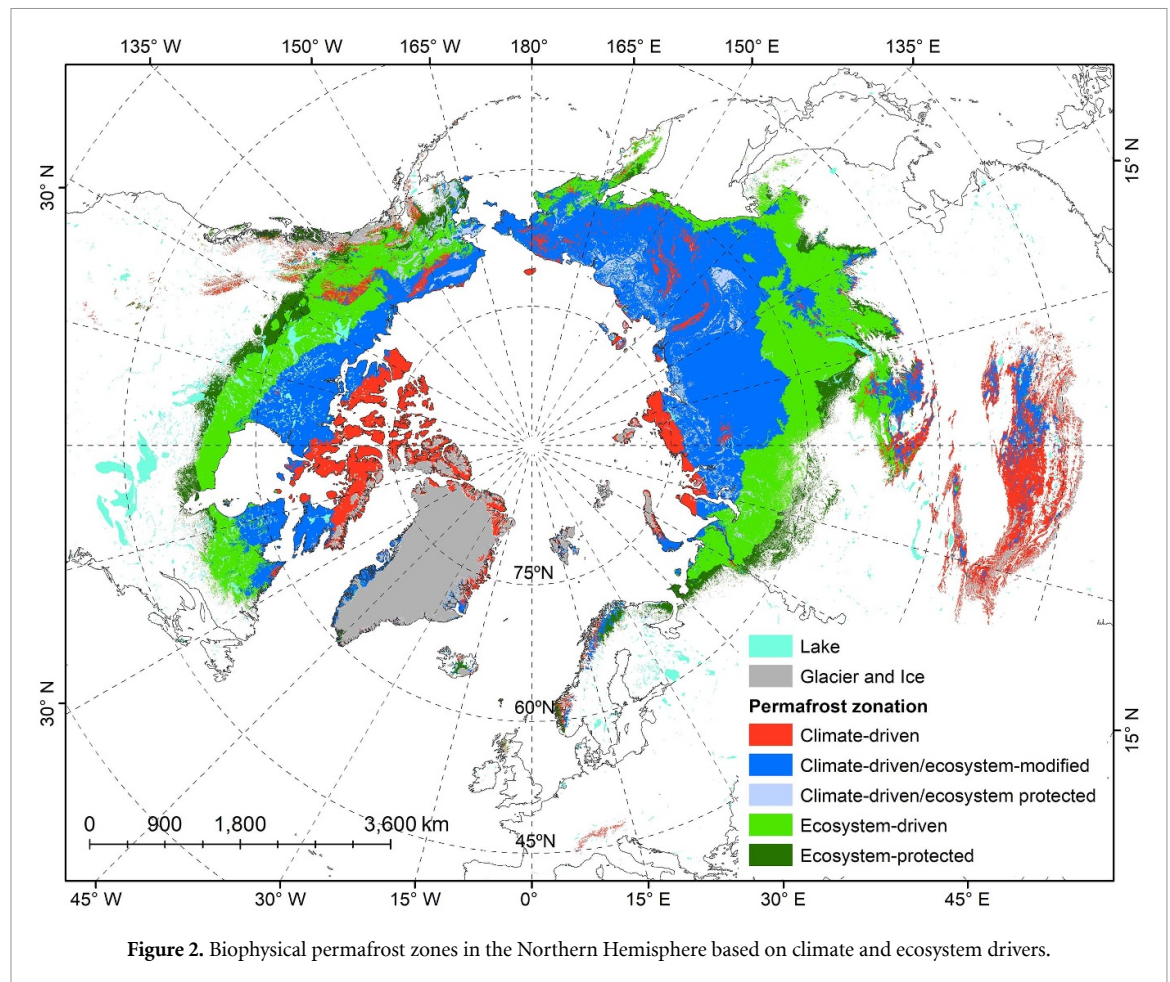 135° W 150° W 165° W 180° 165° E 150° E 135° E
30° N
15° N
75°N
60°N
45°N
30° N
15° N
Lake
Glacier and Ice
Permafrost zonation
Climate-driven
Climate-driven/ecosystem-modified
Climate-driven/ecosystem protected
Ecosystem-driven
Ecosystem-protected
0 900 1,800 3,600 km
45° W 30° W 15° W 0° 15° E 30° E 45° E
Figure 2. Biophysical permafrost zones in the Northern Hemisphere based on climate and ecosystem drivers.